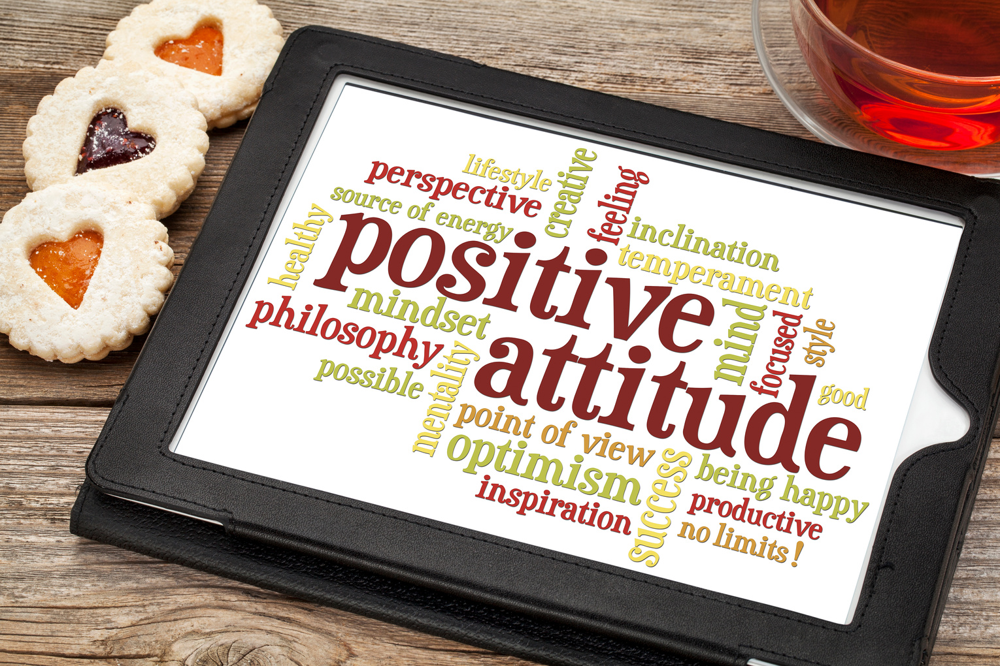 lifestyle
perspective
creative
feeling
source of energy
healthy
positive
inclination
temperament
mindset
philosophy
possible
mentality
attitude
mind
focused
style
good
point of view
optimism
inspiration
success
being happy
productive
no limits!